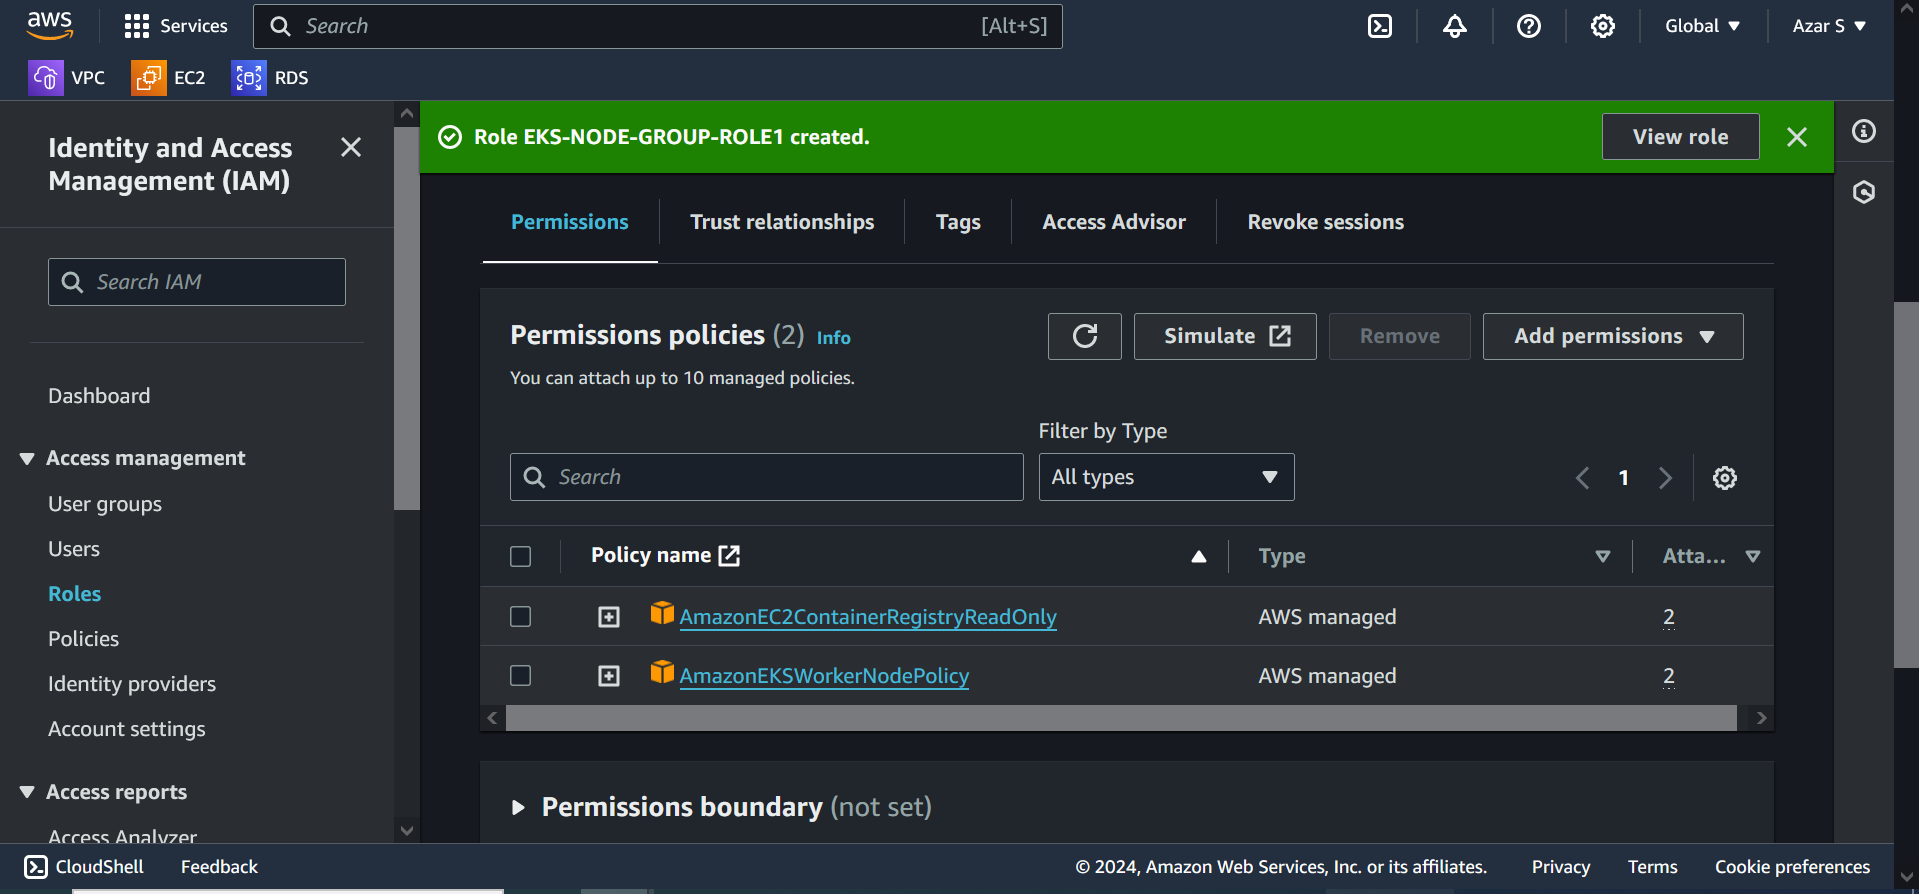 aws
Services
Search
[Alt+S]
Global
Azar S
VPC
EC2
RDS
Identity and Access
Management (IAM)
Search IAM
Dashboard
Access management
User groups
Users
Roles
Policies
Identity providers
Account settings
Access reports
Access Analyzer
Role EKS-NODE-GROUP-ROLE1 created.
View role
Permissions
Trust relationships
Tags
Access Advisor
Revoke sessions
Permissions policies (2) Info
Simulate
Remove
Add permissions
You can attach up to 10 managed policies.
Filter by Type
Search
All types
1
Policy name
Type
Atta...
AmazonEC2ContainerRegistryReadOnly
AWS managed
2
AmazonEKSWorkerNodePolicy
AWS managed
2
Permissions boundary (not set)
CloudShell
Feedback
© 2024, Amazon Web Services, Inc. or its affiliates.
Privacy
Terms
Cookie preferences